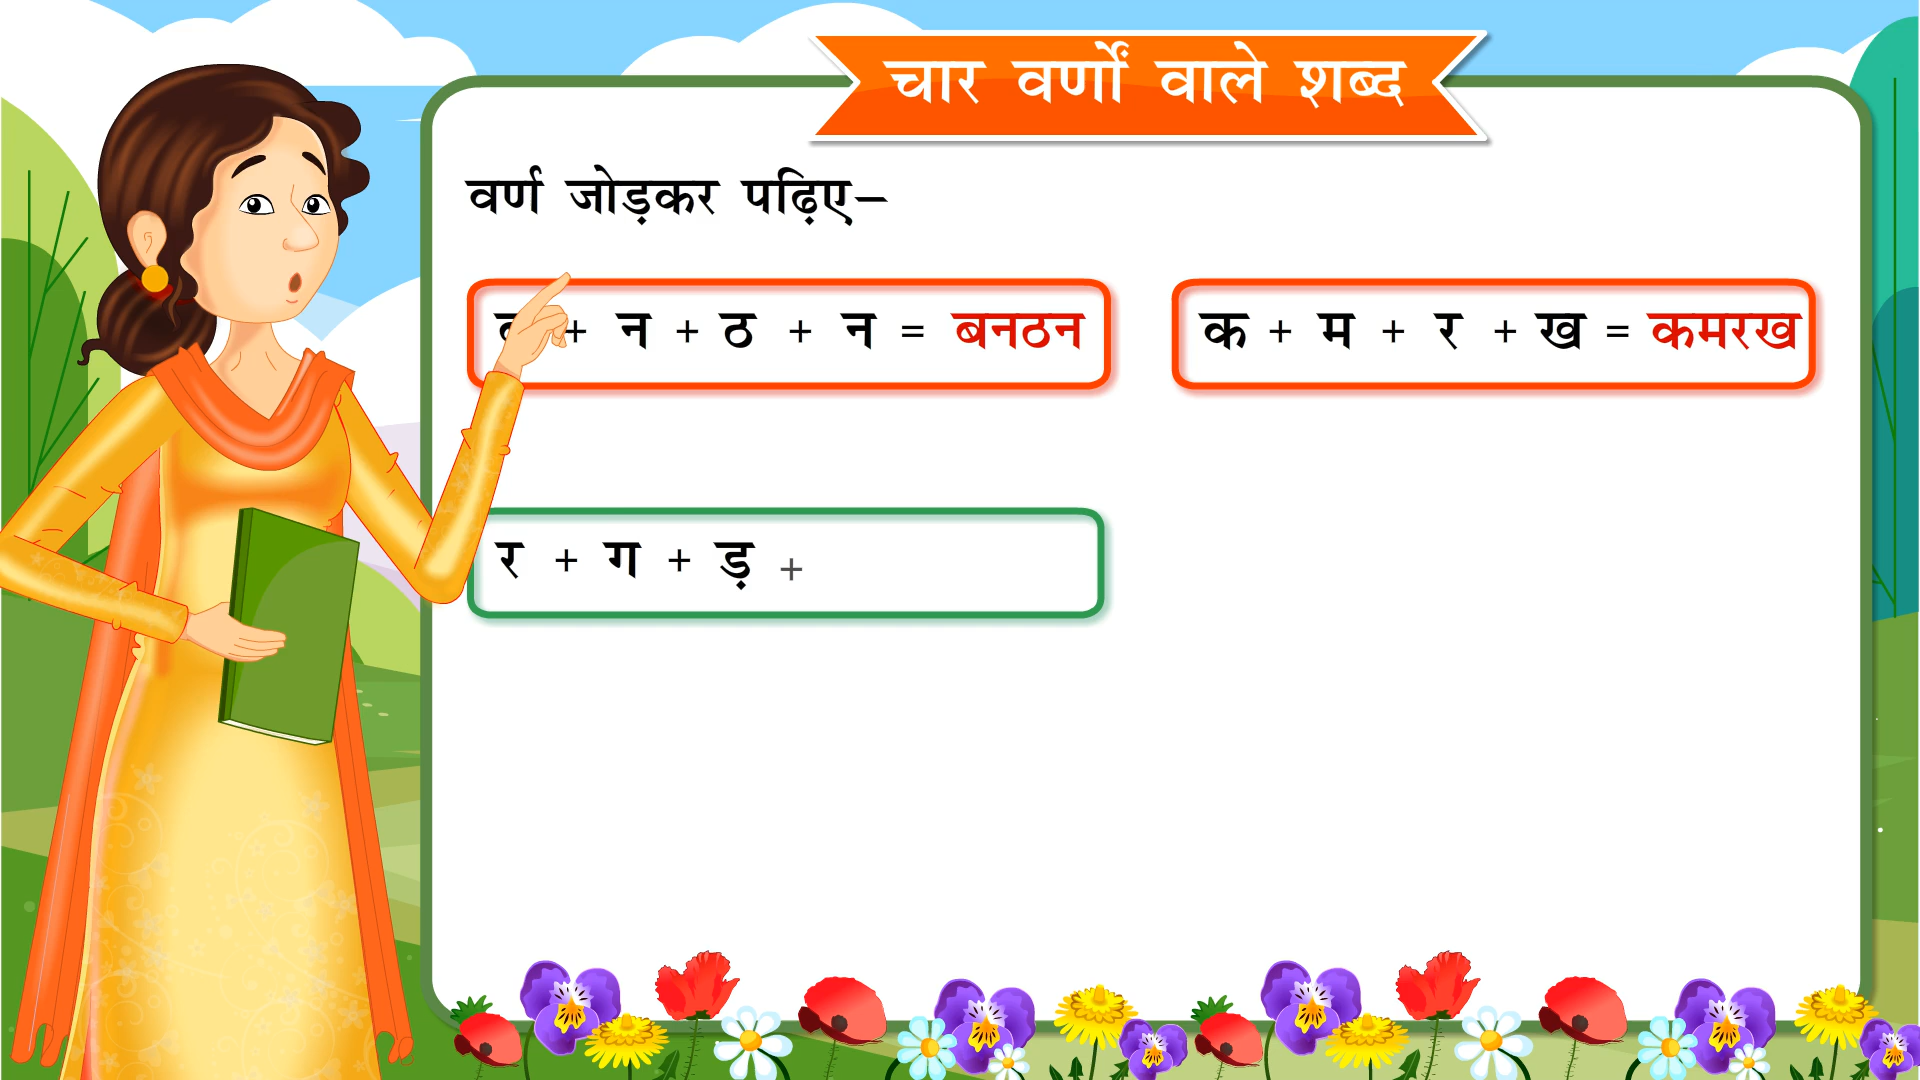 चार वर्णों वाले शब्द
वर्ण जोड़कर पढ़िए–
+ न + ठ + न = बनठन
क + म + र + ख = कमरख
र + ग + ड़ +